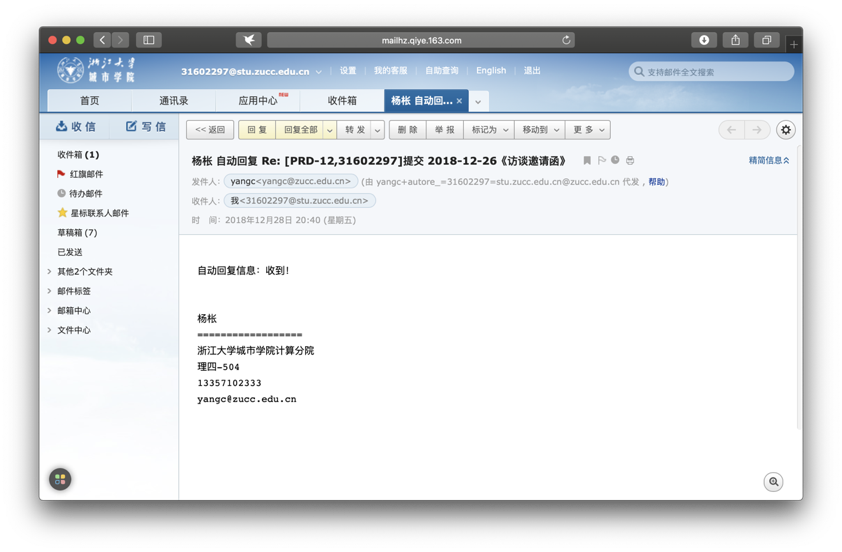 mailhz.qiye.163.com
浙江大学
城市学院
31602297@stu.zucc.edu.cn
设置 | 我的客服 | 自助查询 | English | 退出
支持邮件全文搜索
首页
通讯录
应用中心
收件箱
杨枨 自动回... ×
收 信
写 信
<< 返回
回 复
回复全部
转 发
删 除
举 报
标记为
移动到
更 多
收件箱 (1)
红旗邮件
待办邮件
星标联系人邮件
草稿箱 (7)
已发送
其他2个文件夹
邮件标签
邮箱中心
文件中心
杨枨 自动回复 Re: [PRD-12,31602297]提交 2018-12-26《访谈邀请函》
精简信息
发件人： yangc<yangc@zucc.edu.cn> (由 yangc+autore_=31602297=stu.zucc.edu.cn@zucc.edu.cn 代发，帮助)
收件人： 我<31602297@stu.zucc.edu.cn>
时 间： 2018年12月28日 20:40 (星期五)
自动回复信息：收到！
杨枨
==================
浙江大学城市学院计算分院
理四-504
13357102333
yangc@zucc.edu.cn